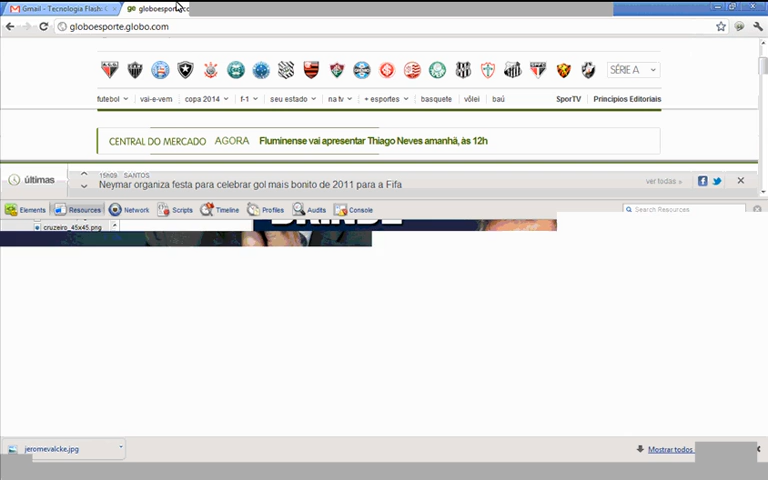 Gmail - Tecnologia Flash:
globoesporte.
globoesporte.globo.com
SÉRIE A
futebol vai-e-vem copa 2014 f-1 seu estado na tv + esportes basquete vôlei baú SporTV Princípios Editoriais
CENTRAL DO MERCADO AGORA Fluminense vai apresentar Thiago Neves amanhã, às 12h
últimas
15h09 SANTOS
Neymar organiza festa para celebrar gol mais bonito de 2011 para a Fifa
ver todas »
Elements Resources Network Scripts Timeline Profiles Audits Console Search Resources
cruzeiro_45x45.png
jeromevalcke.jpg
Mostrar todos